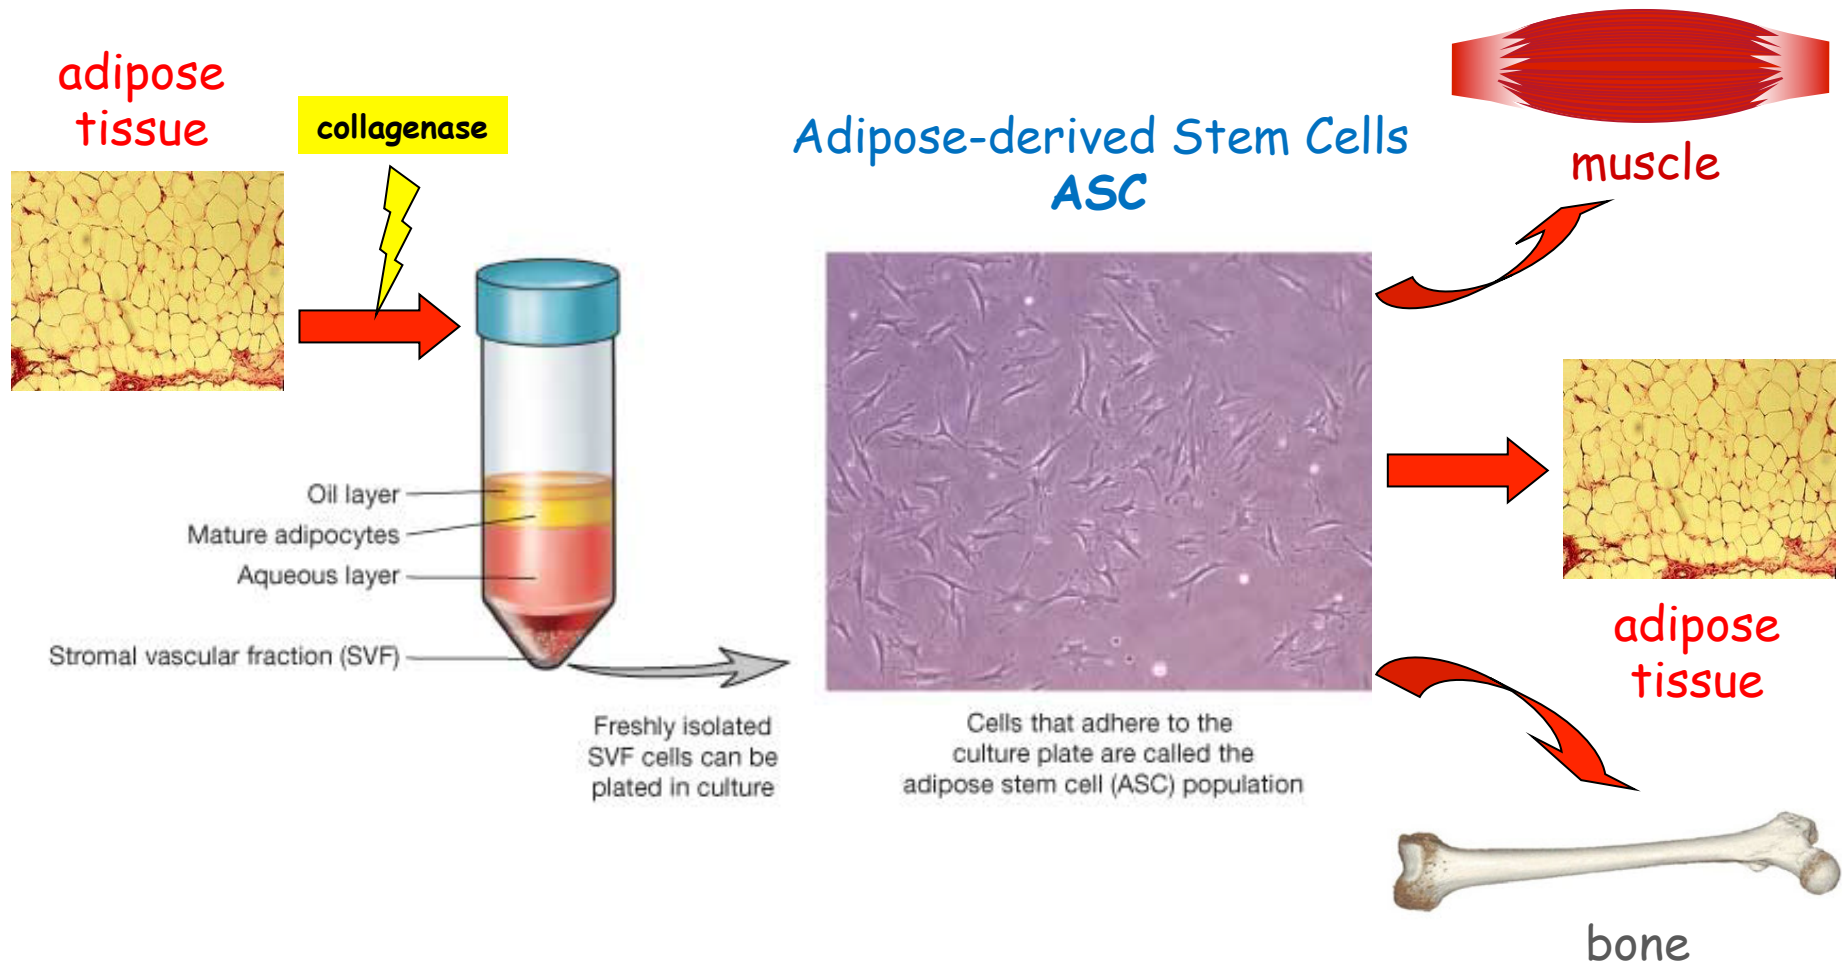 adipose
tissue
collagenase
Adipose-derived Stem Cells
ASC
muscle
Oil layer
Mature adipocytes
Aqueous layer
Stromal vascular fraction (SVF)
Freshly isolated
SVF cells can be
plated in culture
Cells that adhere to the
culture plate are called the
adipose stem cell (ASC) population
adipose
tissue
bone